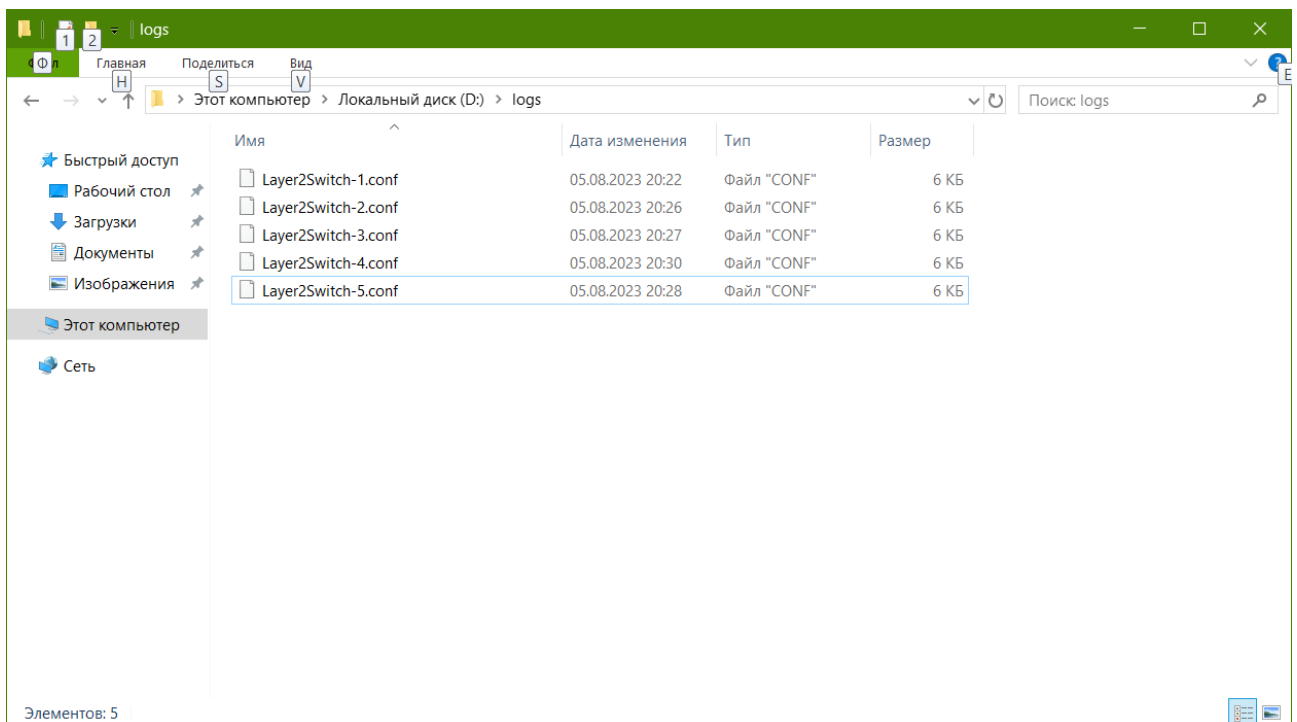 logs
1 2
Ф
Главная Поделиться Вид
H S V E
Этот компьютер Локальный диск (D:) logs
Поиск: logs
Имя Дата изменения Тип Размер
Быстрый доступ
Рабочий стол
Загрузки
Документы
Изображения
Этот компьютер
Сеть
Layer2Switch-1.conf 05.08.2023 20:22 Файл "CONF" 6 КБ
Layer2Switch-2.conf 05.08.2023 20:26 Файл "CONF" 6 КБ
Layer2Switch-3.conf 05.08.2023 20:27 Файл "CONF" 6 КБ
Layer2Switch-4.conf 05.08.2023 20:30 Файл "CONF" 6 КБ
Layer2Switch-5.conf 05.08.2023 20:28 Файл "CONF" 6 КБ
Элементов: 5